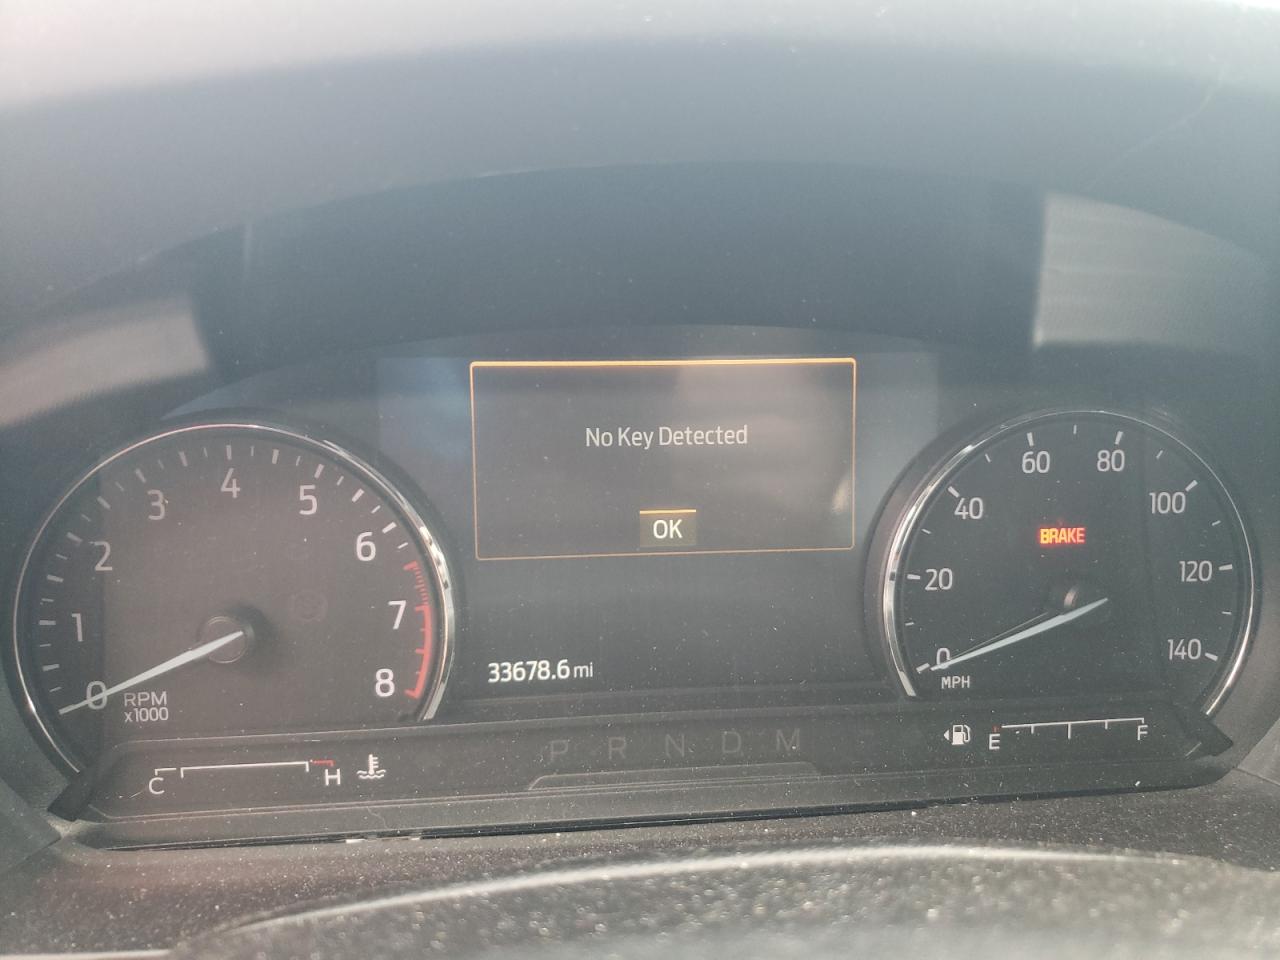 No Key Detected
OK
33678.6 mi
0 1 2 3 4 5 6 7 8
RPM
x1000
0 20 40 60 80 100 120 140
BRAKE
MPH
P R N D M
C H
E F